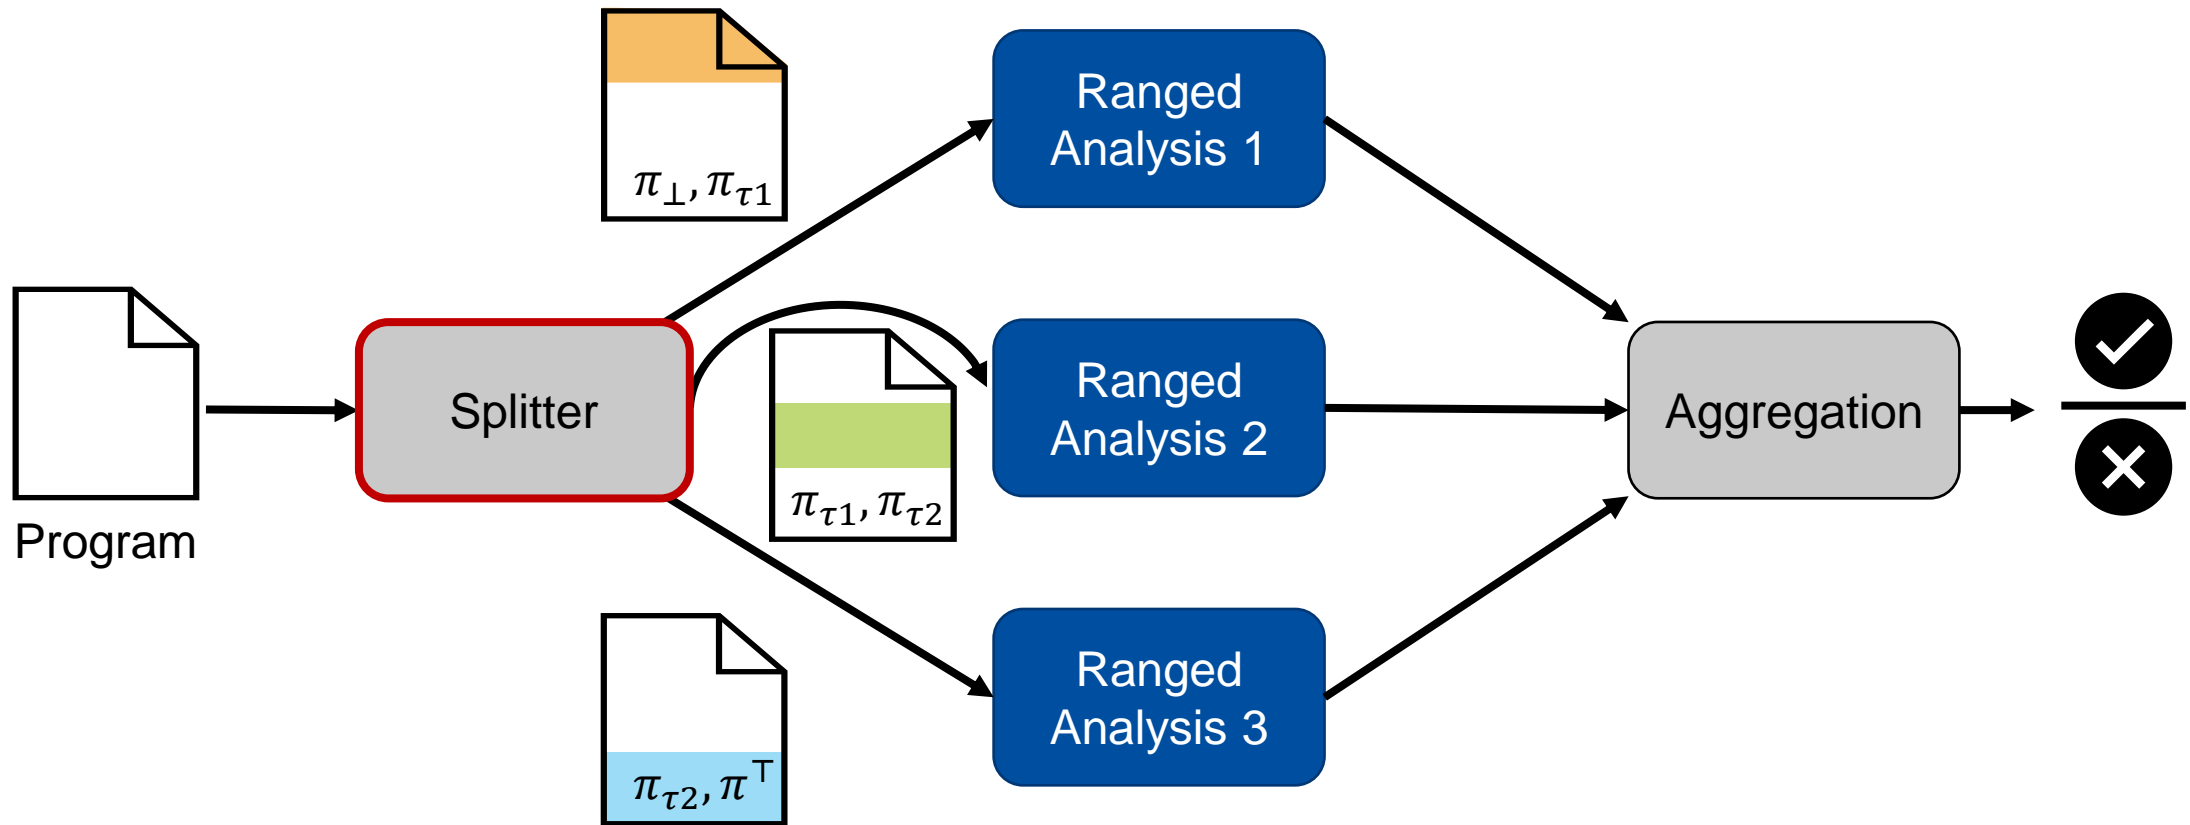 π⊥, πτ1
Ranged
Analysis 1
Program
Splitter
πτ1, πτ2
Ranged
Analysis 2
Aggregation
πτ2, π⊤
Ranged
Analysis 3